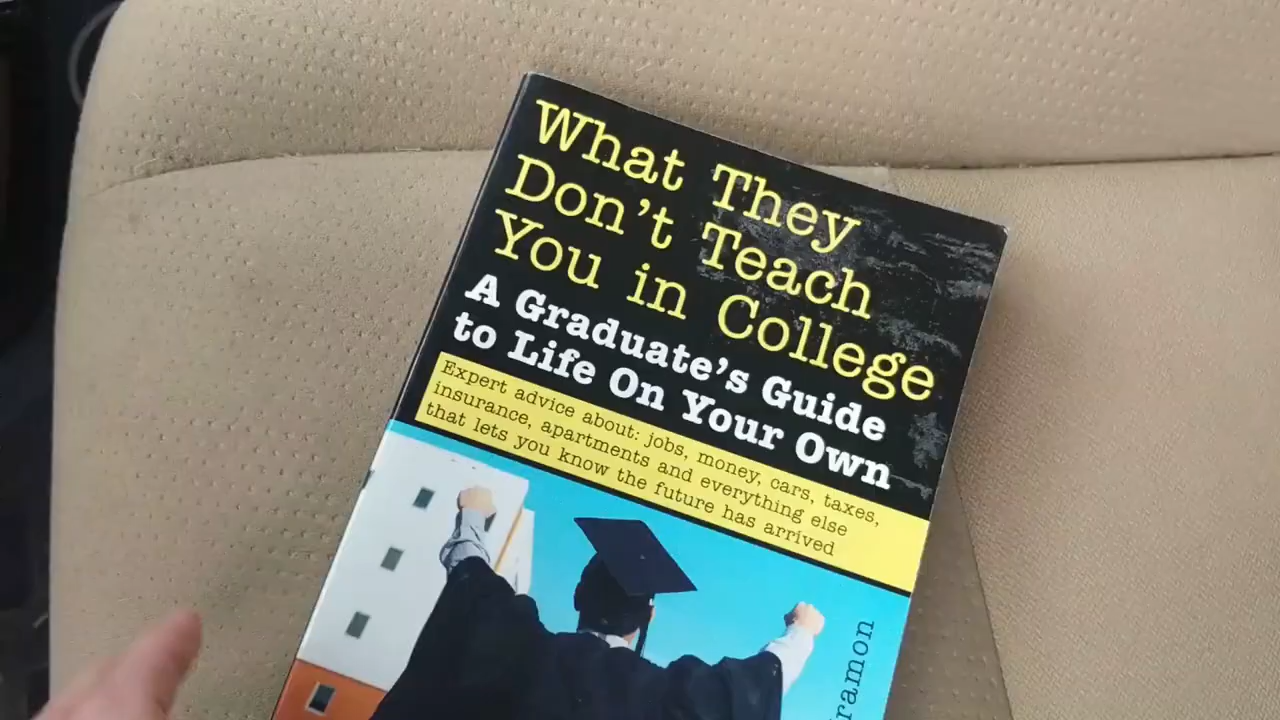 What They
Don't Teach
You in College
A Graduate's Guide
to Life On Your Own
Expert advice about: jobs, money, cars, taxes,
insurance, apartments and everything else
that lets you know the future has arrived